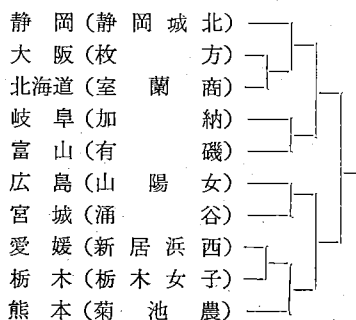 静岡(静岡城北)
大阪(枚方)
北海道(室蘭商)
岐阜(加納)
富山(有磯)
広島(山陽女)
宮城(涌谷)
愛媛(新居浜西)
栃木(栃木女子)
熊本(菊池農)